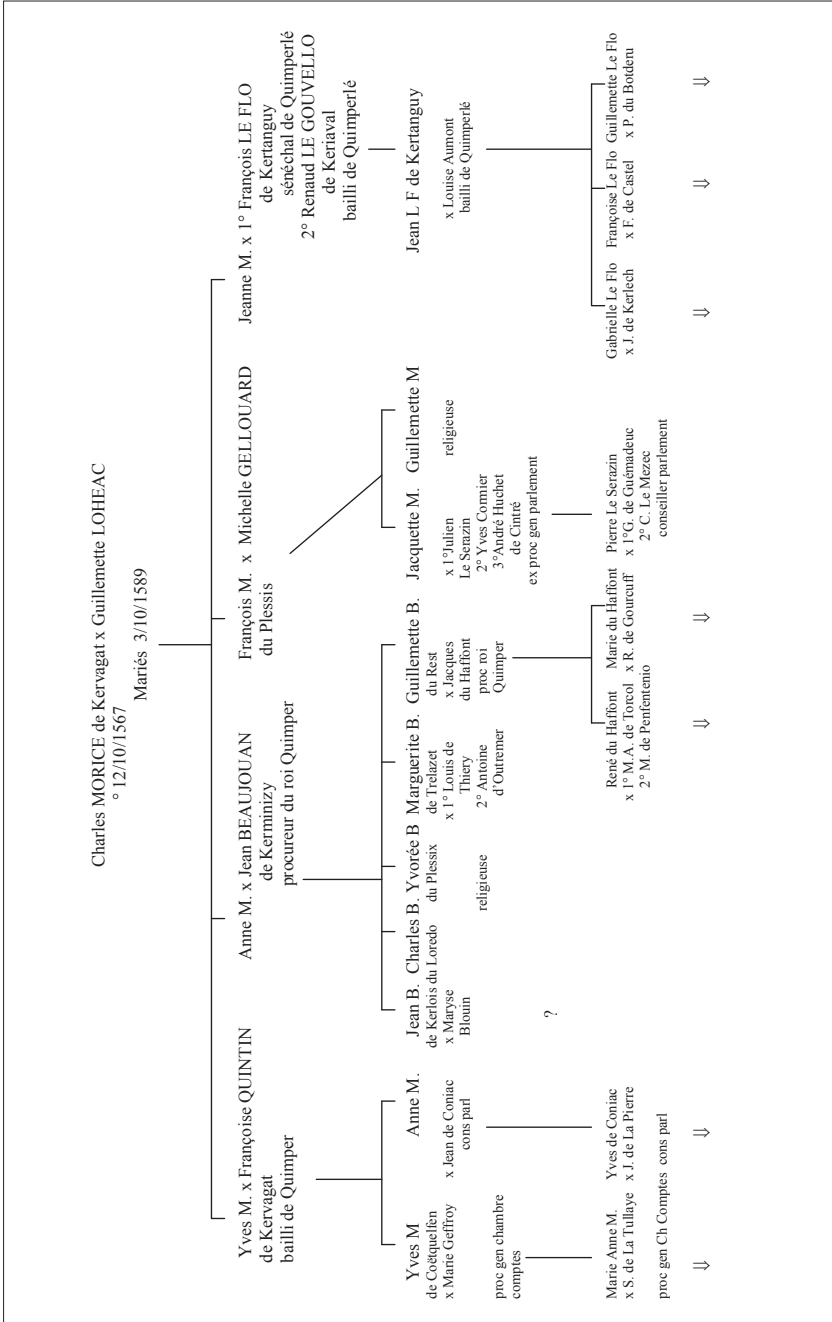 Charles MORICE de Kervagat x Guillemette LOHEAC
° 12/10/1567
Mariés 3/10/1589
Yves M. x Françoise QUINTIN
de Kervagat
bailli de Quimper
Anne M. x Jean BEAUJOUAN
de Kerminizy
procureur du roi Quimper
François M. x Michelle GELLOUARD
du Plessis
Jeanne M. x 1° François LE FLO
de Kertanguy
sénéchal de Quimperlé
2° Renaud LE GOUVELLO
de Keriaval
bailli de Quimperlé
Yves M
de Coëtquelfen
x Marie Geffroy
proc gen chambre
comptes
Anne M.
x Jean de Coniac
cons parl
Jean B.
de Kerlois
x Maryse
Blouin
Charles B.
du Loredo
?
Yvorée B
du Plessix
religieuse
Marguerite B.
de Trelazet
x 1° Louis de
Thiery
2° Antoine
d'Outremer
Guillemette B.
du Rest
x Jacques
du Haffont
proc roi
Quimper
Jacquette M.
x 1°Julien
Le Serazin
2° Yves Cormier
3°André Huchet
de Cintré
ex proc gen parlement
Guillemette M
religieuse
Jean L F de Kertanguy
x Louise Aumont
bailli de Quimperlé
Marie Anne M.
x S. de La Tullaye
proc gen Ch Comptes
⇒
Yves de Coniac
x J. de La Pierre
cons parl
⇒
René du Haffont
x 1° M.A. de Torcol
2° M. de Penfentenio
⇒
Marie du Haffont
x R. de Gourcuff
⇒
Pierre Le Serazin
x 1°G. de Guémadeuc
2° C. Le Mezec
conseiller parlement
Gabrielle Le Flo
x J. de Kerlech
⇒
Françoise Le Flo
x F. de Castel
⇒
Guillemette Le Flo
x P. du Botderu
⇒